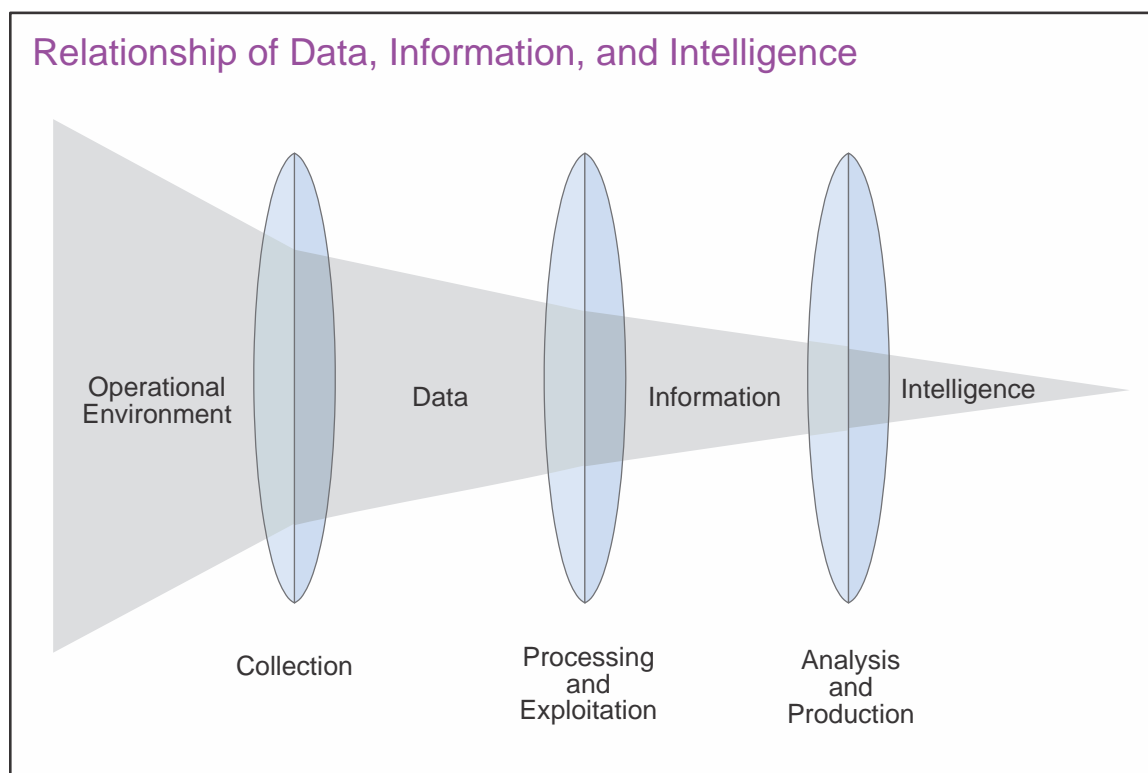 Relationship of Data, Information, and Intelligence
Operational
Environment
Data
Information
Intelligence
Collection
Processing
and
Exploitation
Analysis
and
Production